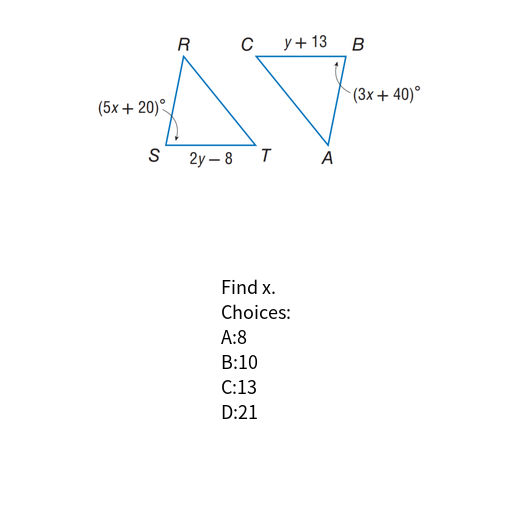 R C y + 13 B
(5x + 20)° (3x + 40)°
S 2y – 8 T A
Find x.
Choices:
A:8
B:10
C:13
D:21